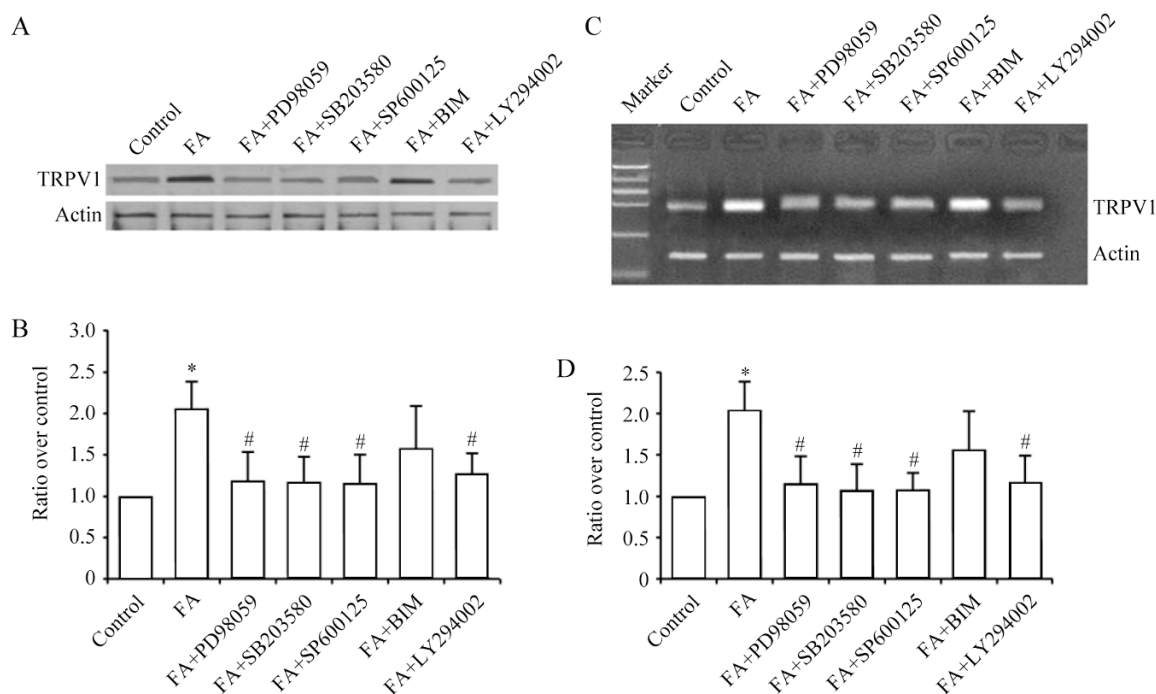 A
Control
FA
FA+PD98059
FA+SB203580
FA+SP600125
FA+BIM
FA+LY294002
TRPV1
Actin
C
Marker
Control
FA
FA+PD98059
FA+SB203580
FA+SP600125
FA+BIM
FA+LY294002
TRPV1
Actin
B
Ratio over control
3.0
2.5
2.0
1.5
1.0
0.5
0
*
#
#
#
#
Control
FA
FA+PD98059
FA+SB203580
FA+SP600125
FA+BIM
FA+LY294002
D
Ratio over control
2.5
2.0
1.5
1.0
0.5
0
*
#
#
#
#
Control
FA
FA+PD98059
FA+SB203580
FA+SP600125
FA+BIM
FA+LY294002